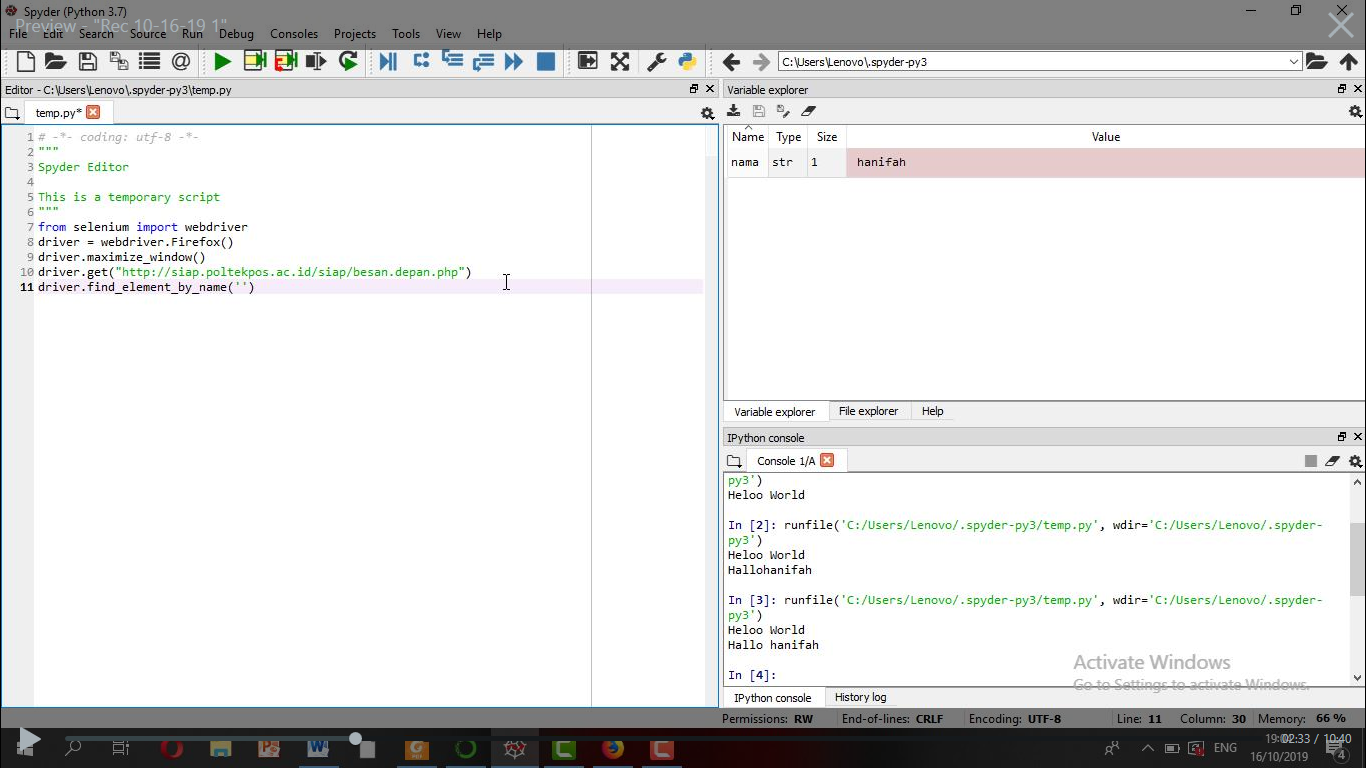 Spyder (Python 3.7)
Preview - "Rec 10-16-19 1"
File Edit Search Source Run Debug Consoles Projects Tools View Help
C:\Users\Lenovo\.spyder-py3
Editor - C:\Users\Lenovo\.spyder-py3\temp.py
temp.py*
1 # -*- coding: utf-8 -*-
2 """
3 Spyder Editor
4
5 This is a temporary script
6 """
7 from selenium import webdriver
8 driver = webdriver.Firefox()
9 driver.maximize_window()
10 driver.get("http://siap.poltekpos.ac.id/siap/besan.depan.php")
11 driver.find_element_by_name('')
Variable explorer
Name Type Size Value
nama str 1 hanifah
Variable explorer File explorer Help
IPython console
Console 1/A
py3')
Heloo World
In [2]: runfile('C:/Users/Lenovo/.spyder-py3/temp.py', wdir='C:/Users/Lenovo/.spyder-
py3')
Heloo World
Hallohanifah
In [3]: runfile('C:/Users/Lenovo/.spyder-py3/temp.py', wdir='C:/Users/Lenovo/.spyder-
py3')
Heloo World
Hallo hanifah
In [4]:
Activate Windows
Go to Settings to activate Windows.
IPython console History log
Permissions: RW End-of-lines: CRLF Encoding: UTF-8 Line: 11 Column: 30 Memory: 66 %
ENG
02:33 / 10:40
16/10/2019
4